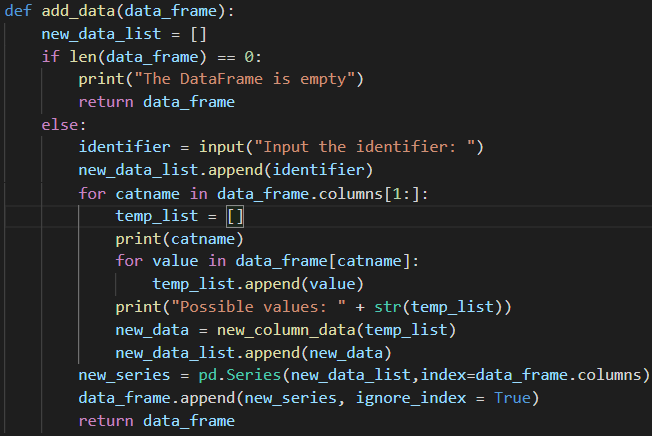 def add_data(data_frame):
    new_data_list = []
    if len(data_frame) == 0:
        print("The DataFrame is empty")
        return data_frame
    else:
        identifier = input("Input the identifier: ")
        new_data_list.append(identifier)
        for catname in data_frame.columns[1:]:
            temp_list = []
            print(catname)
            for value in data_frame[catname]:
                temp_list.append(value)
            print("Possible values: " + str(temp_list))
            new_data = new_column_data(temp_list)
            new_data_list.append(new_data)
        new_series = pd.Series(new_data_list,index=data_frame.columns)
        data_frame.append(new_series, ignore_index = True)
        return data_frame